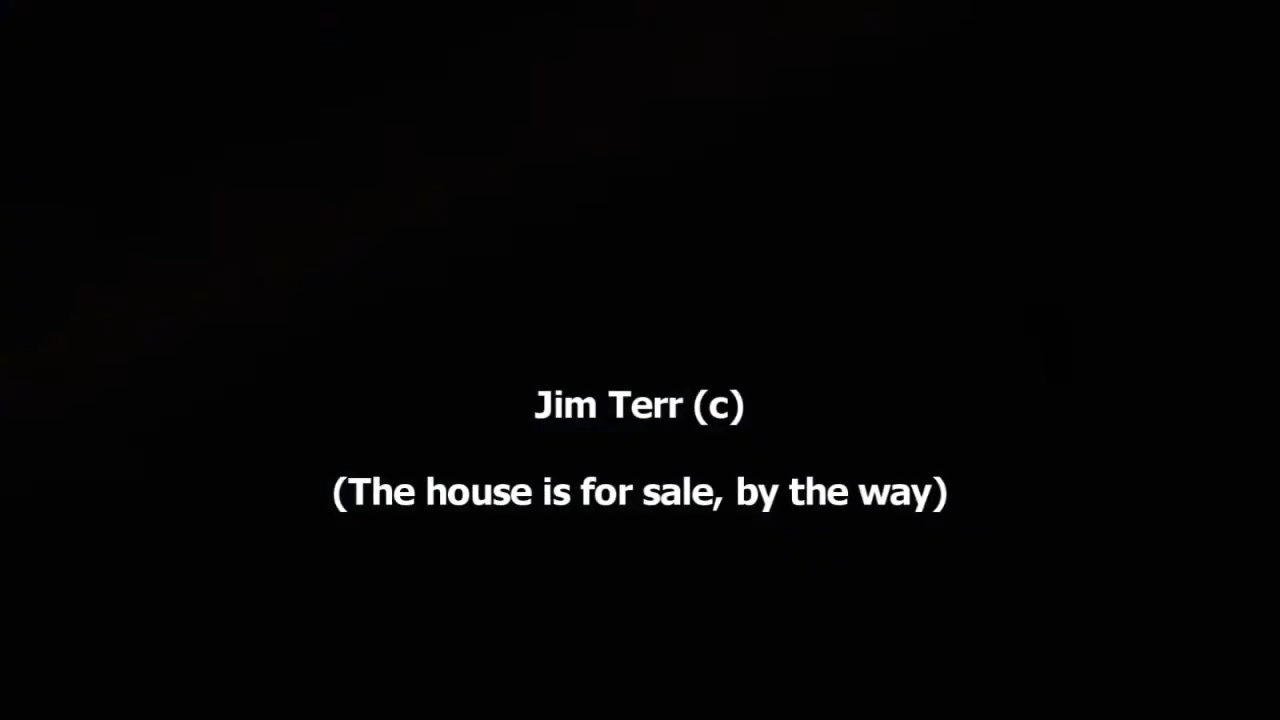 Jim Terr (c)
(The house is for sale, by the way)